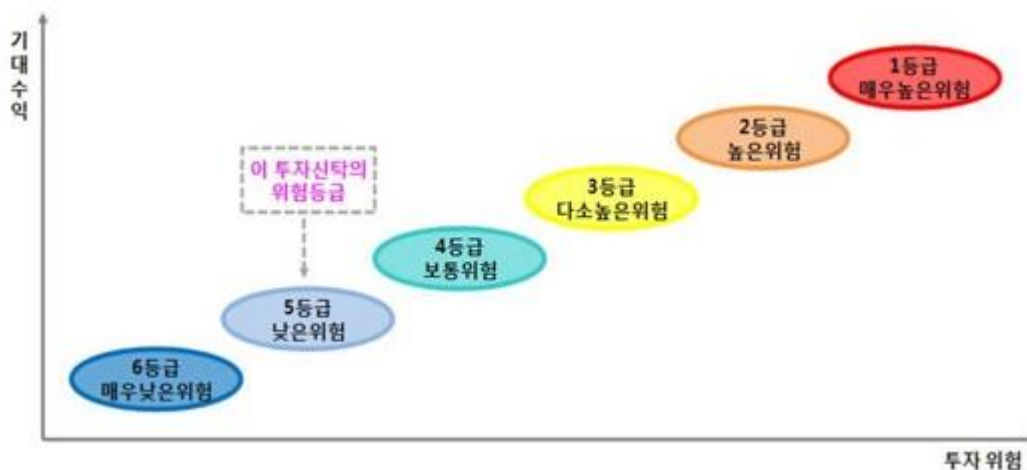 기대수익
1등급
매우높은위험
2등급
높은위험
이 투자신탁의
위험등급
3등급
다소높은위험
4등급
보통위험
5등급
낮은위험
6등급
매우낮은위험
투자 위험